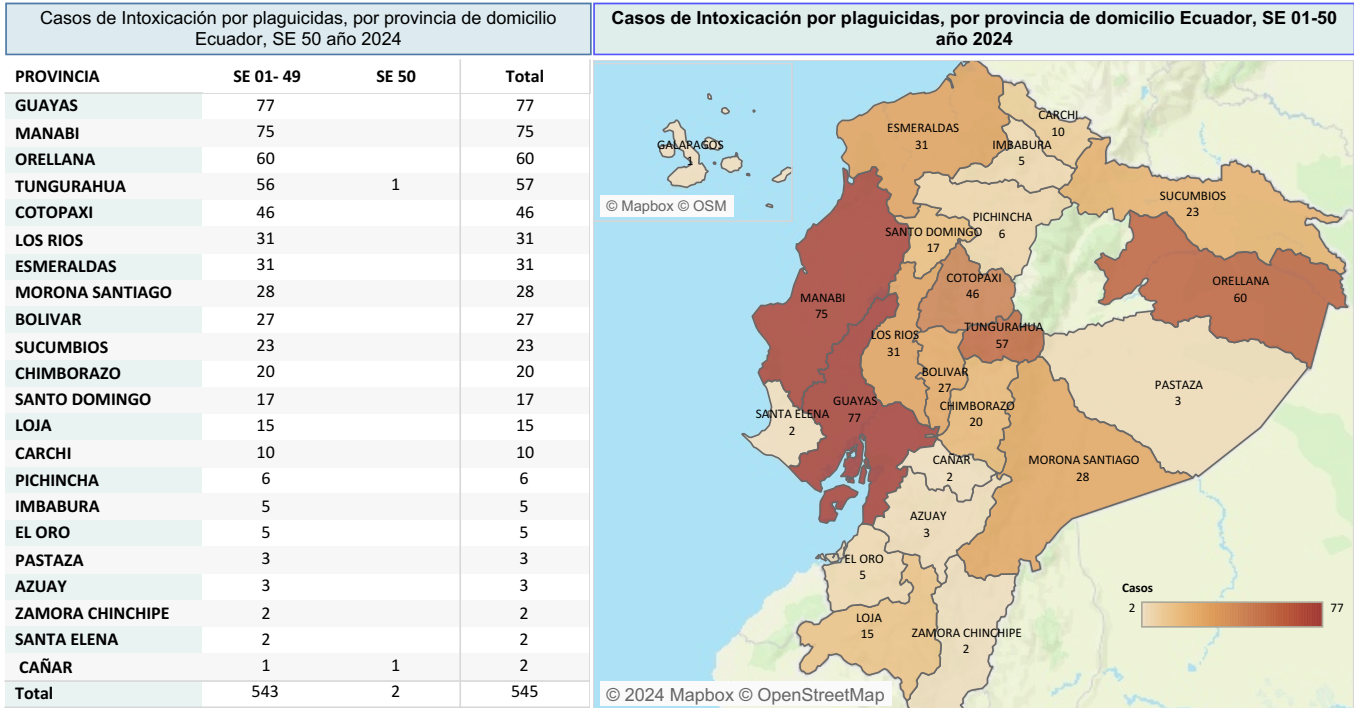 Casos de Intoxicación por plaguicidas, por provincia de domicilio
Ecuador, SE 50 año 2024
PROVINCIA SE 01- 49 SE 50 Total
GUAYAS 77 77
MANABI 75 75
ORELLANA 60 60
TUNGURAHUA 56 1 57
COTOPAXI 46 46
LOS RIOS 31 31
ESMERALDAS 31 31
MORONA SANTIAGO 28 28
BOLIVAR 27 27
SUCUMBIOS 23 23
CHIMBORAZO 20 20
SANTO DOMINGO 17 17
LOJA 15 15
CARCHI 10 10
PICHINCHA 6 6
IMBABURA 5 5
EL ORO 5 5
PASTAZA 3 3
AZUAY 3 3
ZAMORA CHINCHIPE 2 2
SANTA ELENA 2 2
CAÑAR 1 1 2
Total 543 2 545
Casos de Intoxicación por plaguicidas, por provincia de domicilio Ecuador, SE 01-50
año 2024
GALAPAGOS
1
© Mapbox © OSM
ESMERALDAS
31
CARCHI
10
IMBABURA
5
SUCUMBIOS
23
PICHINCHA
6
SANTO DOMINGO
17
COTOPAXI
46
ORELLANA
60
MANABI
75
TUNGURAHUA
57
LOS RIOS
31
BOLIVAR
27
PASTAZA
3
GUAYAS
77
SANTA ELENA
2
CHIMBORAZO
20
CAÑAR
2
MORONA SANTIAGO
28
AZUAY
3
EL ORO
5
LOJA
15
ZAMORA CHINCHIPE
2
Casos
2 77
© 2024 Mapbox © OpenStreetMap